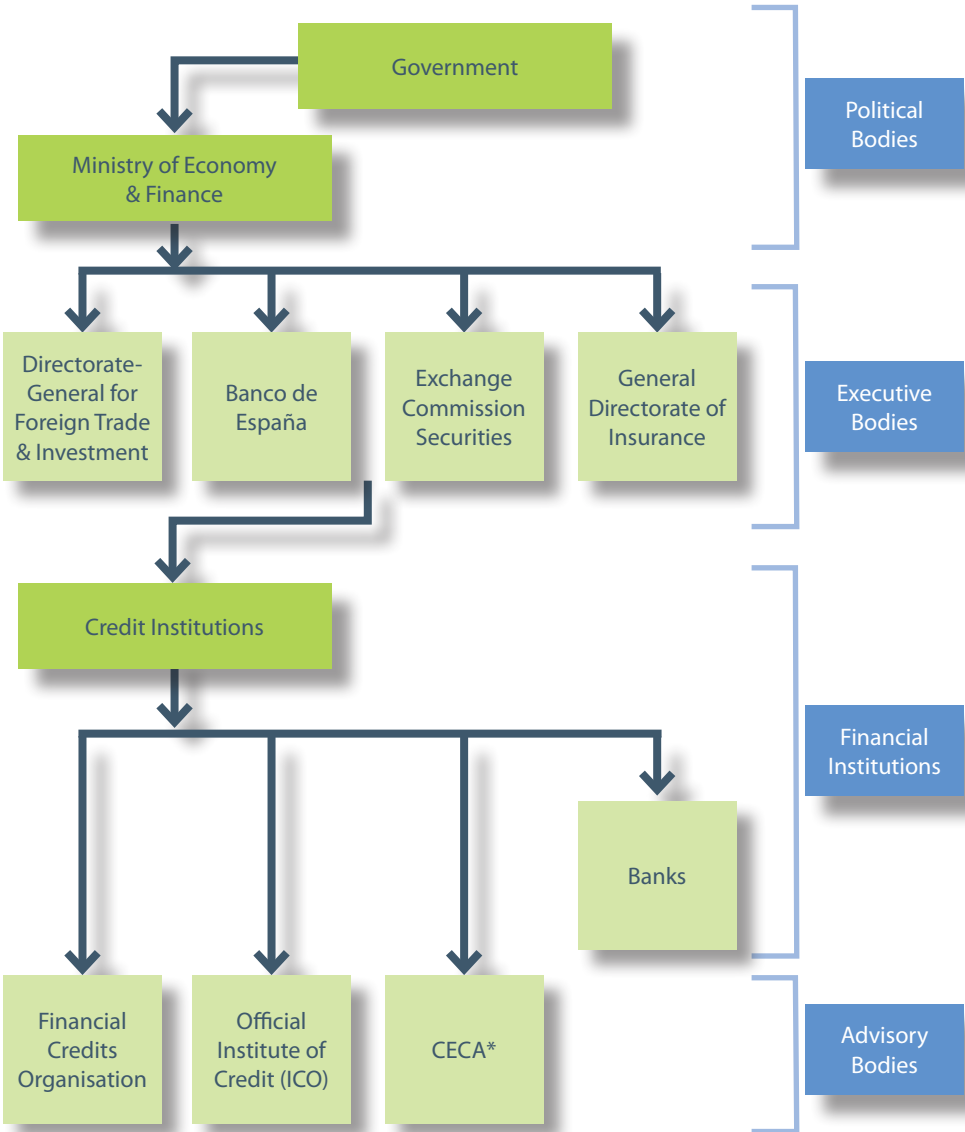 Government
Political
Bodies
Ministry of Economy
& Finance
Directorate-
General for
Foreign Trade
& Investment
Banco de
España
Exchange
Commission
Securities
General
Directorate of
Insurance
Executive
Bodies
Credit Institutions
Financial
Institutions
Banks
Financial
Credits
Organisation
Official
Institute of
Credit (ICO)
CECA*
Advisory
Bodies